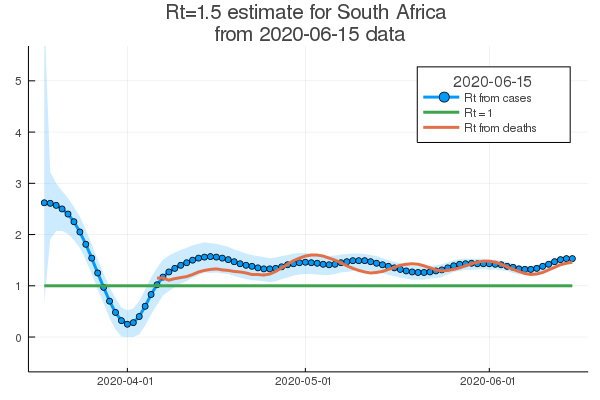 Rt=1.5 estimate for South Africa
from 2020-06-15 data
2020-06-15
Rt from cases
Rt = 1
Rt from deaths
5
4
3
2
1
0
2020-04-01
2020-05-01
2020-06-01